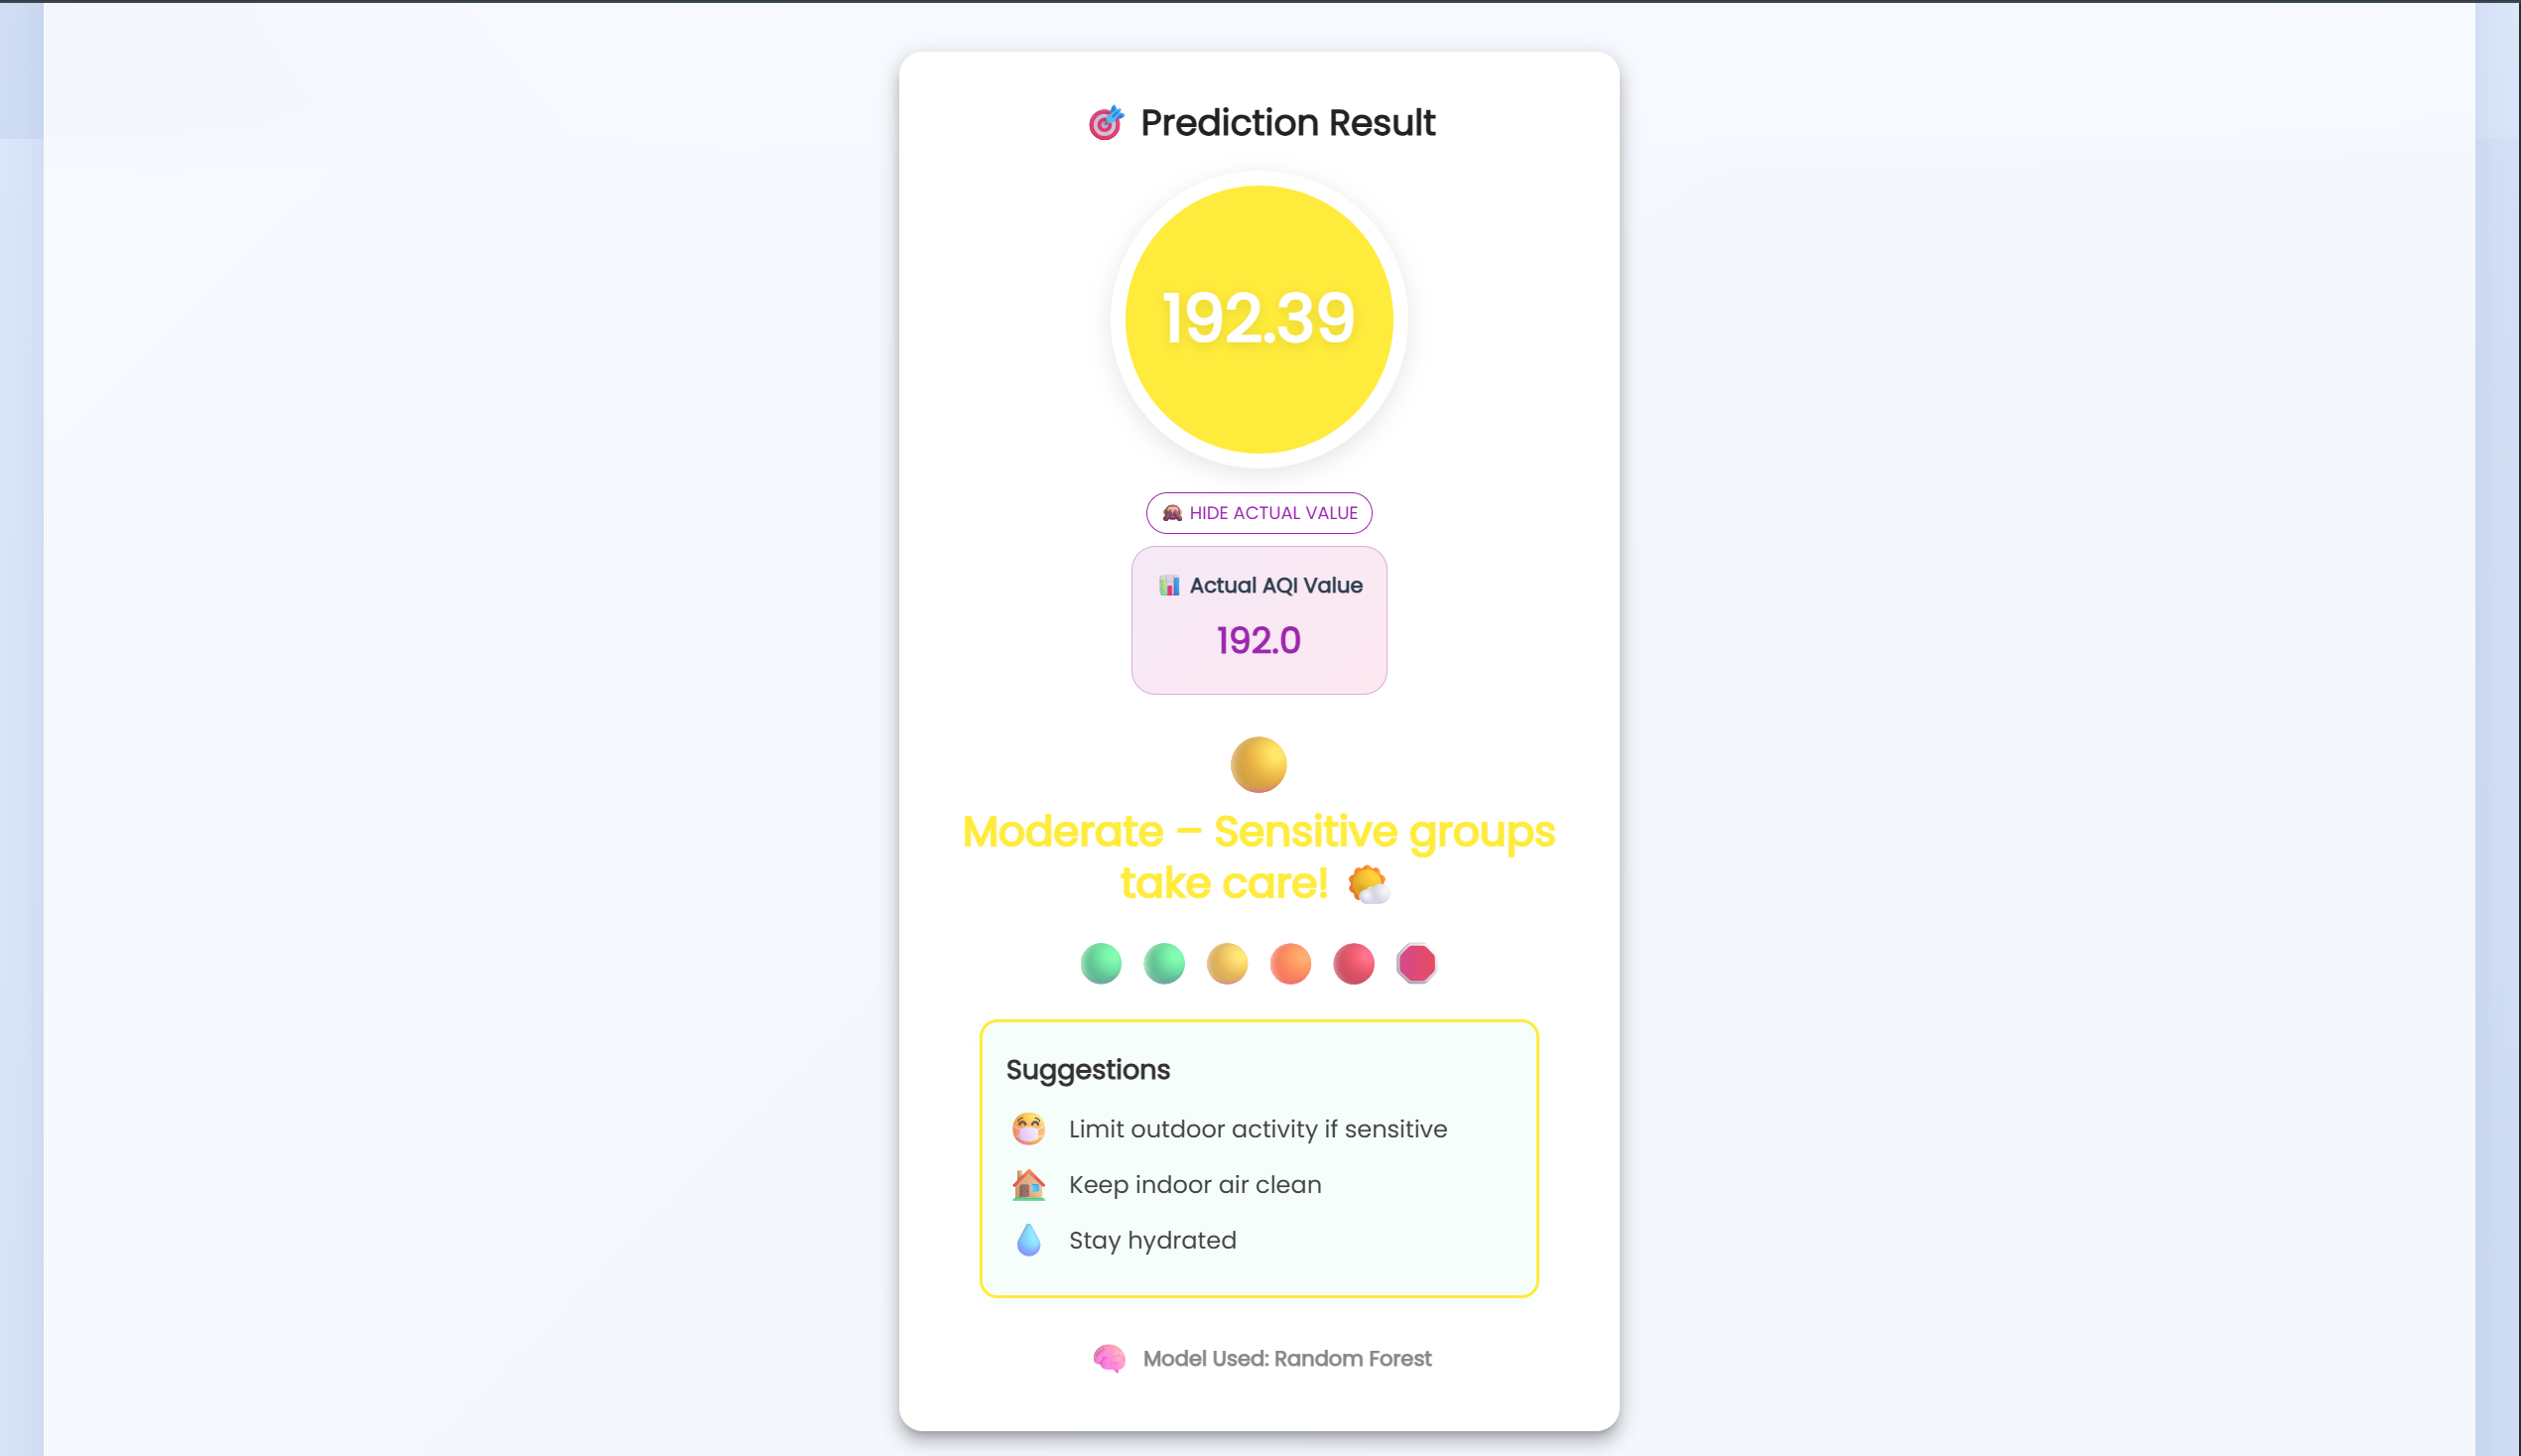 Prediction Result
192.39
HIDE ACTUAL VALUE
Actual AQI Value
192.0
Moderate – Sensitive groups
take care!
Suggestions
Limit outdoor activity if sensitive
Keep indoor air clean
Stay hydrated
Model Used: Random Forest